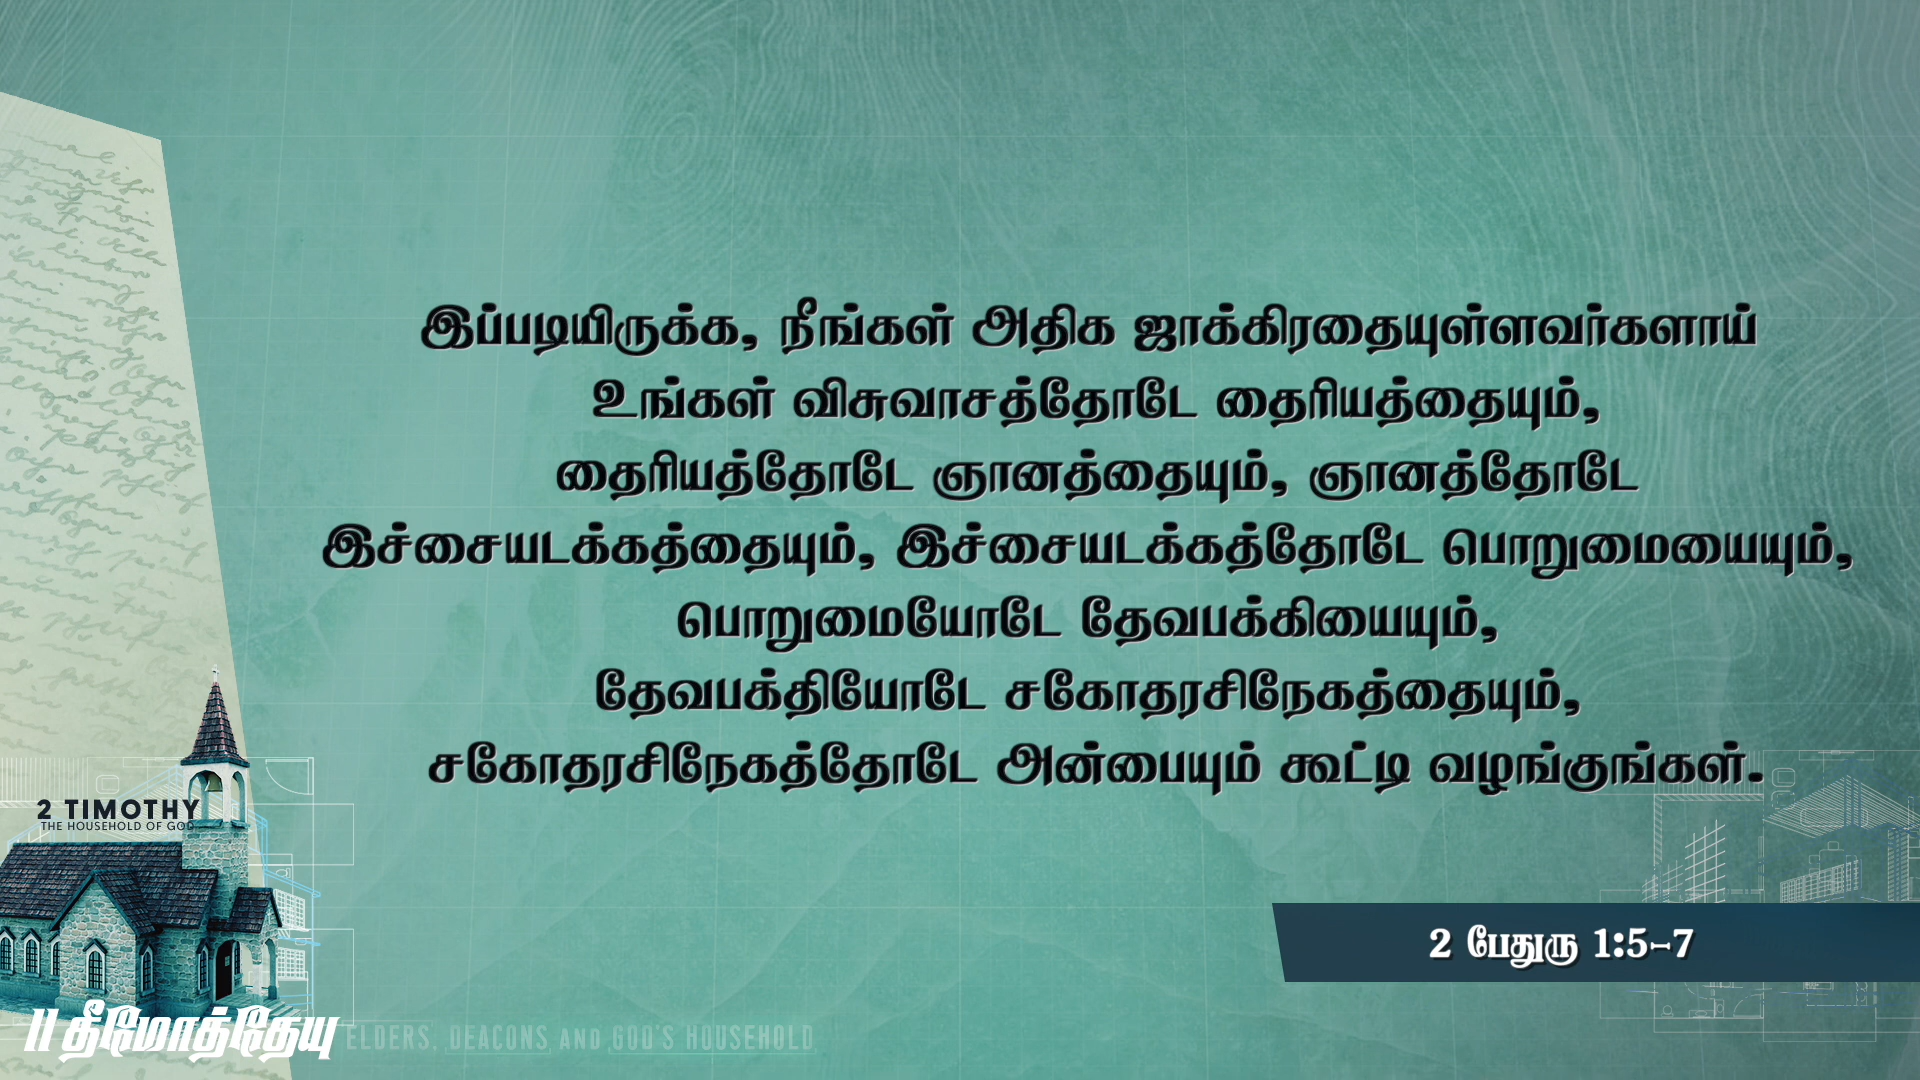 இப்படியிருக்க, நீங்கள் அதிக ஜாக்கிரதையுள்ளவர்களாய்
உங்கள் விசுவாசத்தோடே தைரியத்தையும்,
தைரியத்தோடே ஞானத்தையும், ஞானத்தோடே
இச்சையடக்கத்தையும், இச்சையடக்கத்தோடே பொறுமையையும்,
பொறுமையோடே தேவபக்கியையும்,
தேவபக்தியோடே சகோதரசிநேகத்தையும்,
சகோதரசிநேகத்தோடே அன்பையும் கூட்டி வழங்குங்கள்.
2 TIMOTHY
THE HOUSEHOLD OF GOD
2 பேதுரு 1:5-7
II தீமோத்தேயு
ELDERS, DEACONS AND GOD'S HOUSEHOLD